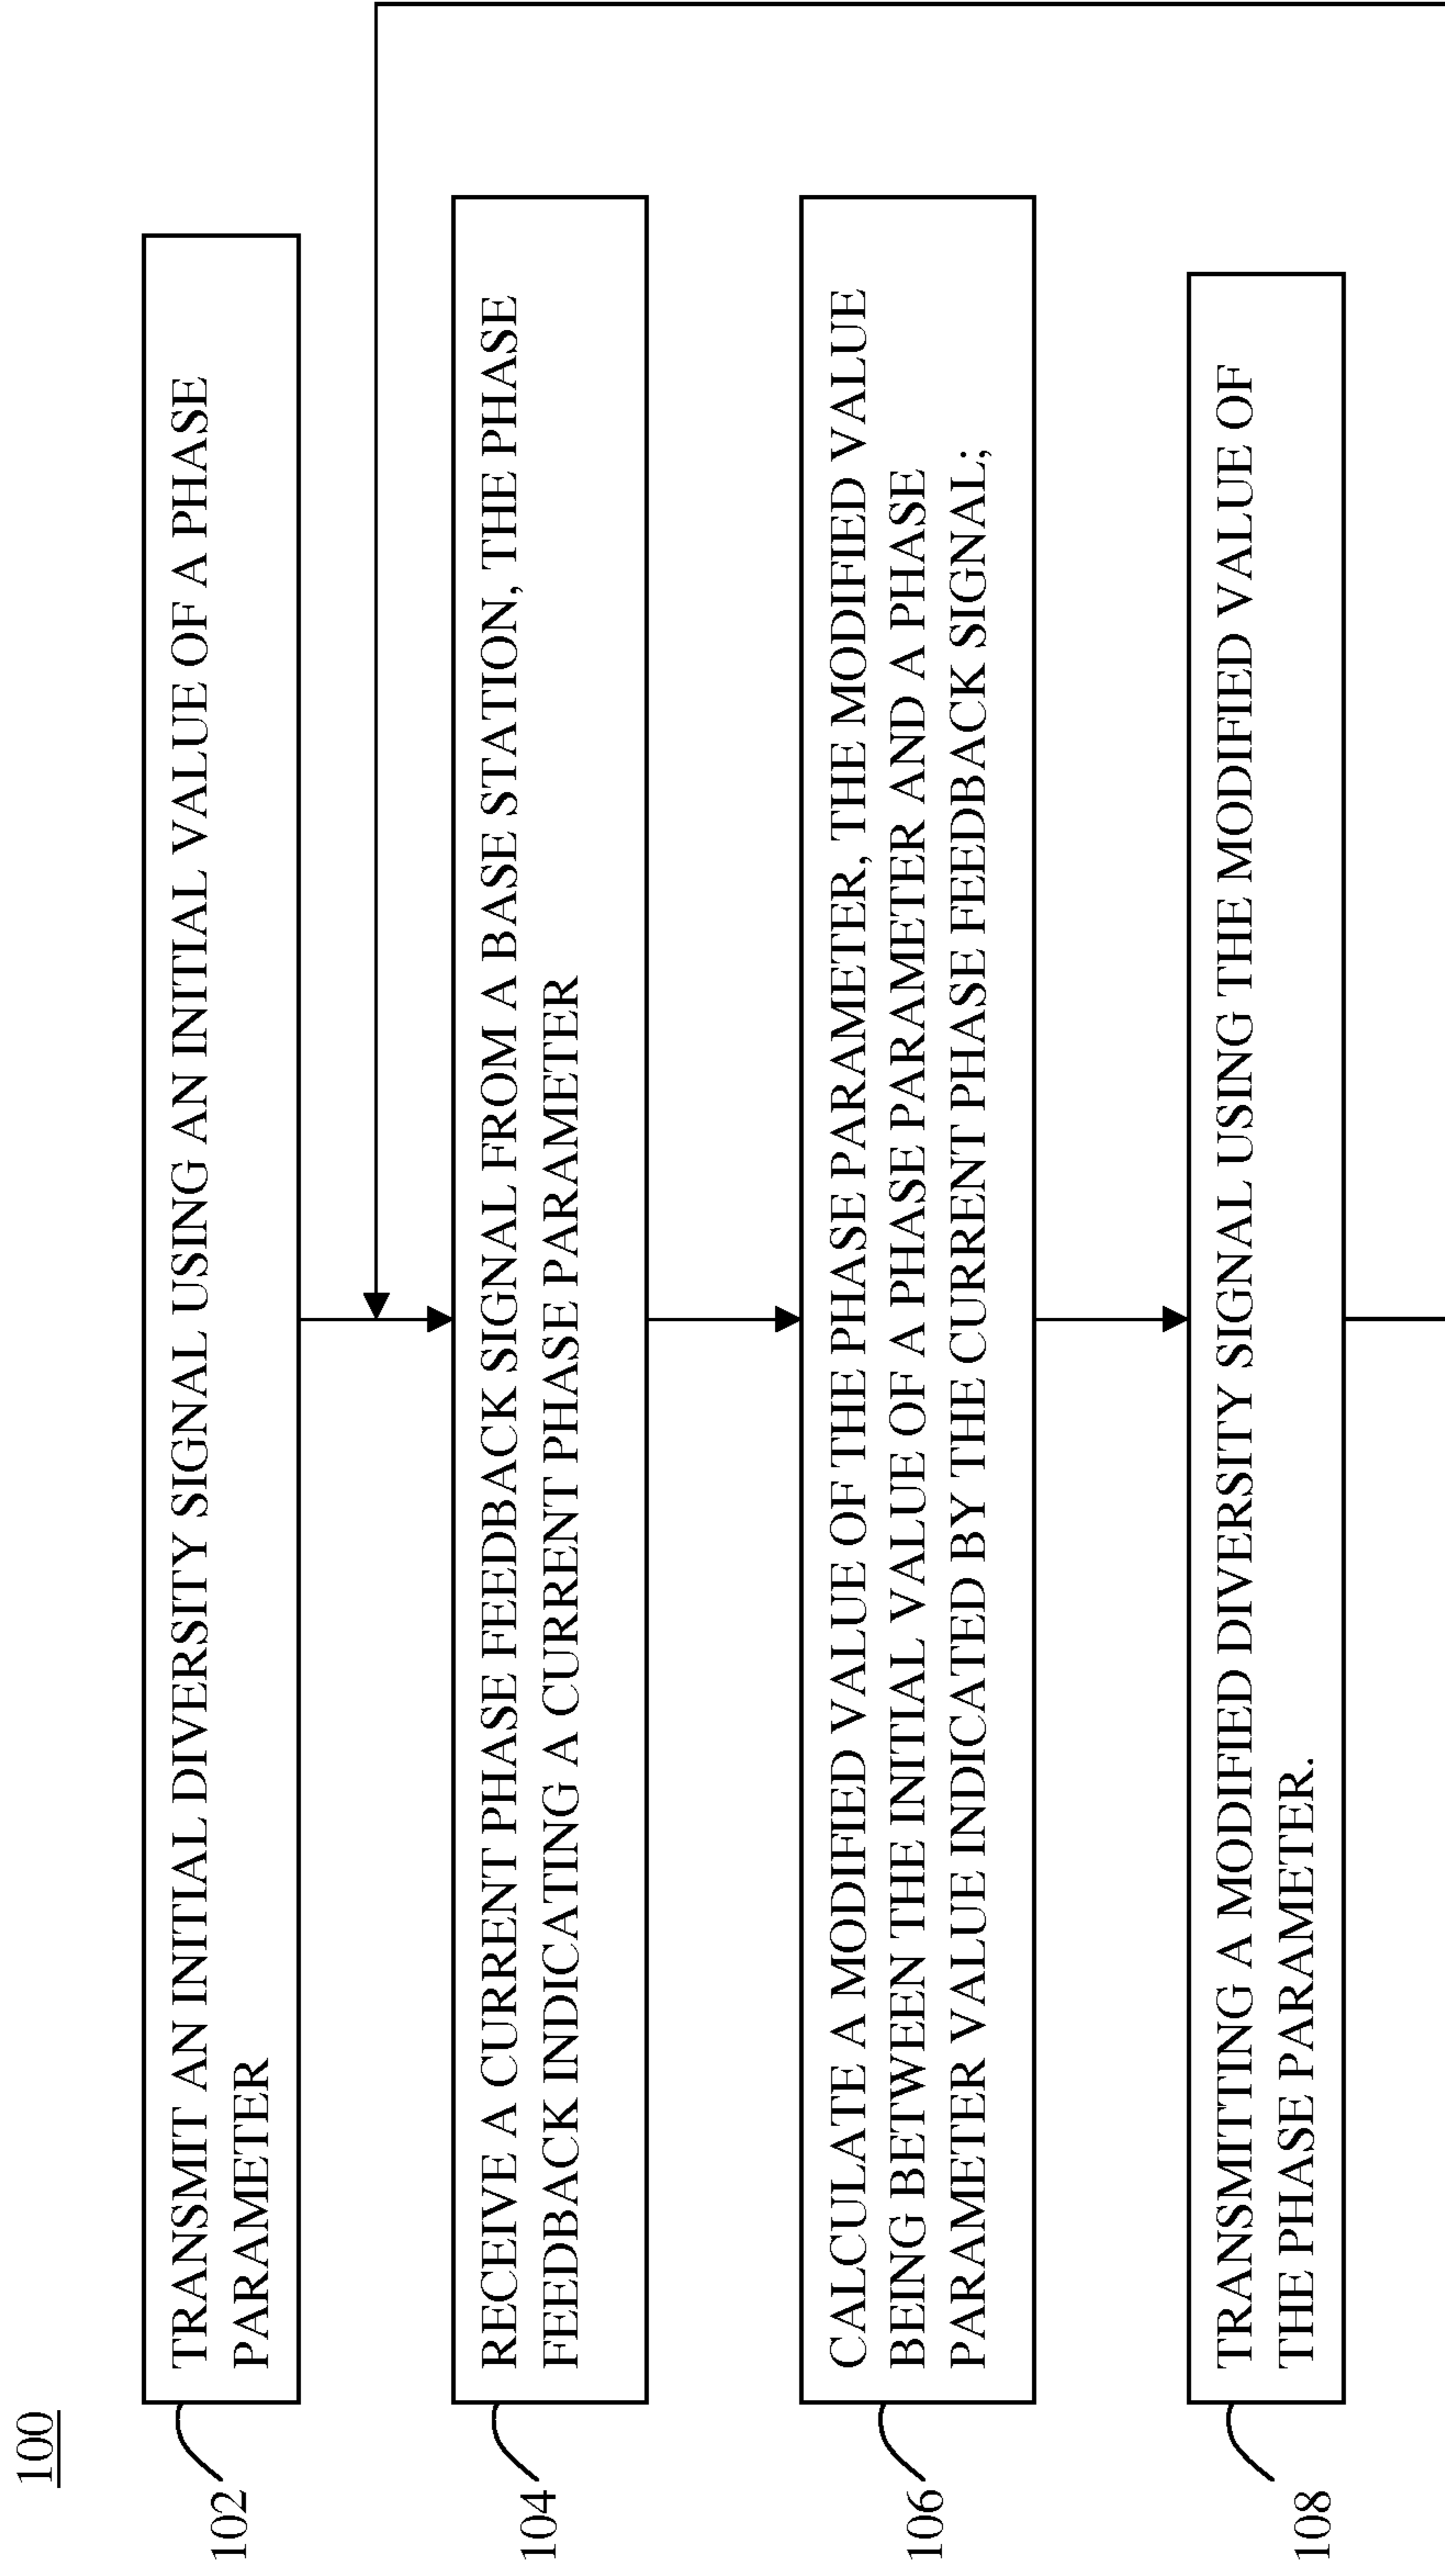 100
102
TRANSMIT AN INITIAL DIVERSITY SIGNAL USING AN INITIAL VALUE OF A PHASE
PARAMETER
104
RECEIVE A CURRENT PHASE FEEDBACK SIGNAL FROM A BASE STATION, THE PHASE
FEEDBACK INDICATING A CURRENT PHASE PARAMETER
106
CALCULATE A MODIFIED VALUE OF THE PHASE PARAMETER, THE MODIFIED VALUE
BEING BETWEEN THE INITIAL VALUE OF A PHASE PARAMETER AND A PHASE
PARAMETER VALUE INDICATED BY THE CURRENT PHASE FEEDBACK SIGNAL;
108
TRANSMITTING A MODIFIED DIVERSITY SIGNAL USING THE MODIFIED VALUE OF
THE PHASE PARAMETER.